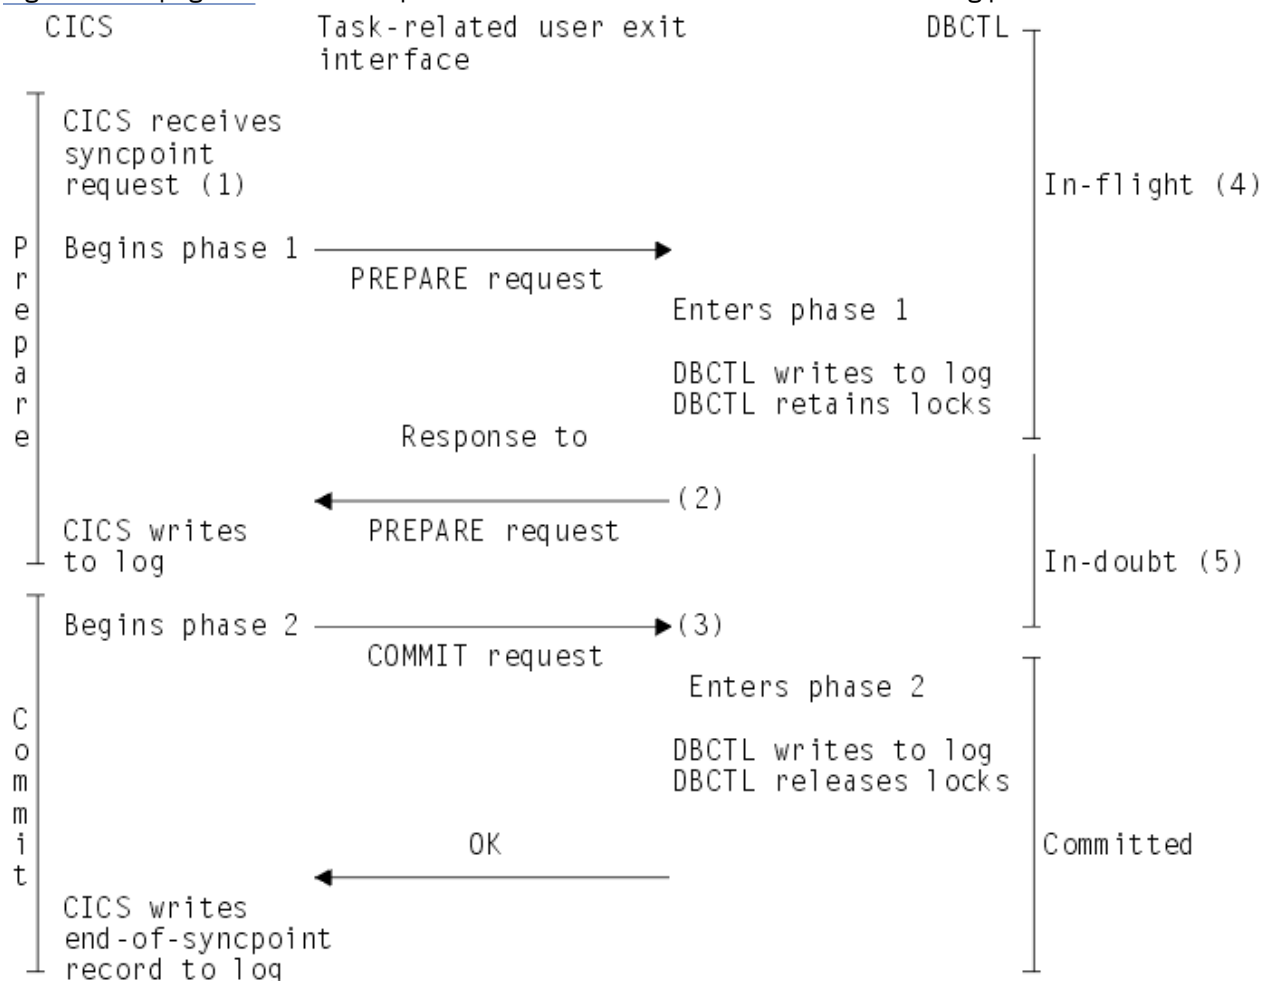 CICS Task-related user exit DBCTL
interface
CICS receives
syncpoint
request (1) In-flight (4)
Prepare
Begins phase 1
PREPARE request
Enters phase 1
DBCTL writes to log
DBCTL retains locks
Response to
(2)
CICS writes PREPARE request
to log In-doubt (5)
Begins phase 2 (3)
COMMIT request
Enters phase 2
Commit
DBCTL writes to log
DBCTL releases locks
OK Committed
CICS writes
end-of-syncpoint
record to log